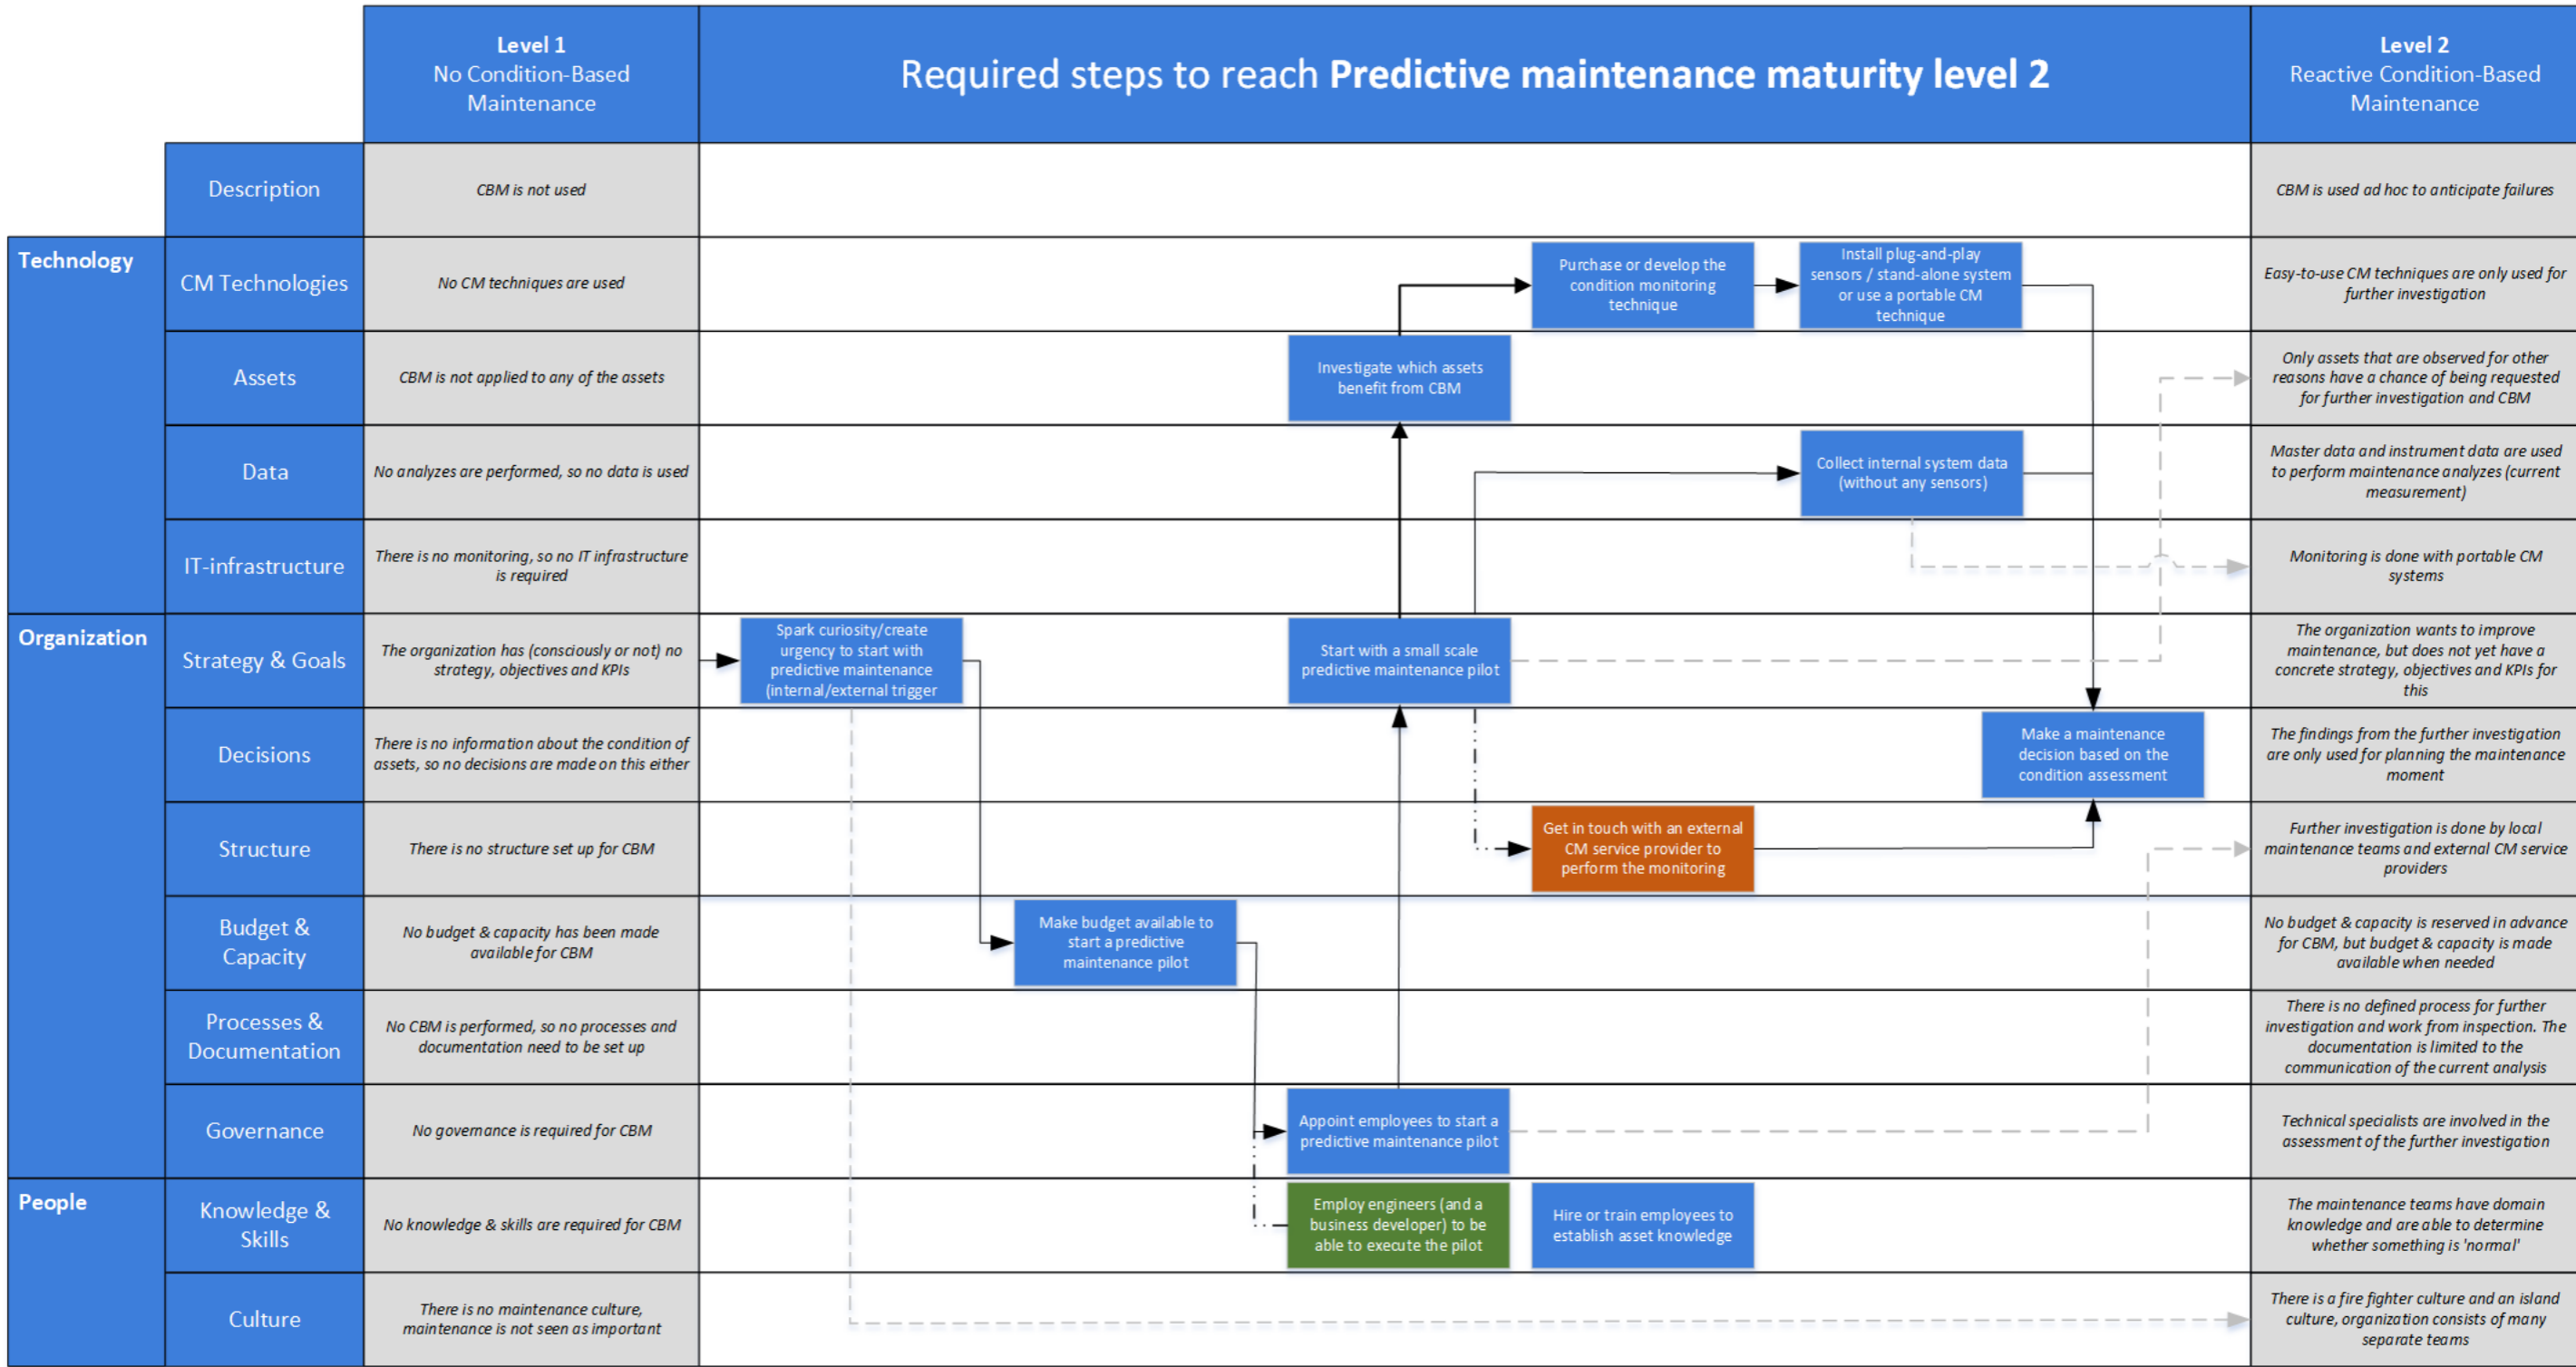 Level 1
No Condition-Based
Maintenance
Required steps to reach Predictive maintenance maturity level 2
Level 2
Reactive Condition-Based
Maintenance
Description
CBM is not used
CBM is used ad hoc to anticipate failures
Technology
CM Technologies
No CM techniques are used
Purchase or develop the
condition monitoring
technique
Install plug-and-play
sensors / stand-alone system
or use a portable CM
technique
Easy-to-use CM techniques are only used for
further investigation
Assets
CBM is not applied to any of the assets
Investigate which assets
benefit from CBM
Only assets that are observed for other
reasons have a chance of being requested
for further investigation and CBM
Data
No analyzes are performed, so no data is used
Collect internal system data
(without any sensors)
Master data and instrument data are used
to perform maintenance analyzes (current
measurement)
IT-infrastructure
There is no monitoring, so no IT infrastructure
is required
Monitoring is done with portable CM
systems
Organization
Strategy & Goals
The organization has (consciously or not) no
strategy, objectives and KPIs
Spark curiosity/create
urgency to start with
predictive maintenance
(internal/external trigger
Start with a small scale
predictive maintenance pilot
The organization wants to improve
maintenance, but does not yet have a
concrete strategy, objectives and KPIs for
this
Decisions
There is no information about the condition of
assets, so no decisions are made on this either
Make a maintenance
decision based on the
condition assessment
The findings from the further investigation
are only used for planning the maintenance
moment
Structure
There is no structure set up for CBM
Get in touch with an external
CM service provider to
perform the monitoring
Further investigation is done by local
maintenance teams and external CM service
providers
Budget &
Capacity
No budget & capacity has been made
available for CBM
Make budget available to
start a predictive
maintenance pilot
No budget & capacity is reserved in advance
for CBM, but budget & capacity is made
available when needed
Processes &
Documentation
No CBM is performed, so no processes and
documentation need to be set up
There is no defined process for further
investigation and work from inspection. The
documentation is limited to the
communication of the current analysis
Governance
No governance is required for CBM
Appoint employees to start a
predictive maintenance pilot
Technical specialists are involved in the
assessment of the further investigation
People
Knowledge &
Skills
No knowledge & skills are required for CBM
Employ engineers (and a
business developer) to be
able to execute the pilot
Hire or train employees to
establish asset knowledge
The maintenance teams have domain
knowledge and are able to determine
whether something is 'normal'
Culture
There is no maintenance culture,
maintenance is not seen as important
There is a fire fighter culture and an island
culture, organization consists of many
separate teams